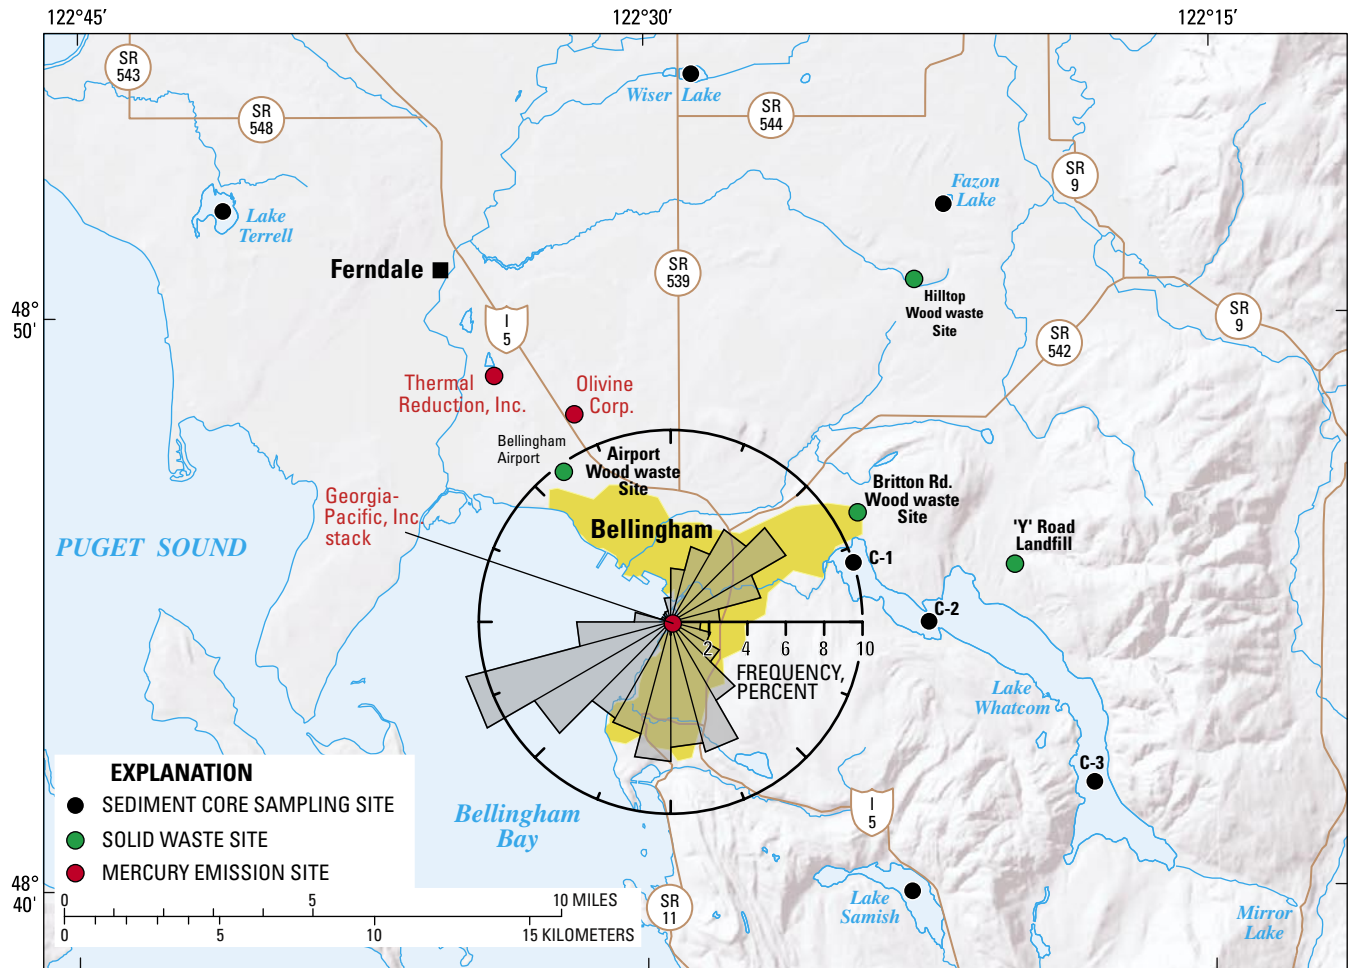 122°45′
122°30′
122°15′
SR
543
SR
548
Wiser Lake
SR
544
SR
9
Fazon
Lake
Lake
Terrell
Ferndale
SR
539
Hilltop
Wood waste
Site
48°
50'
I
5
SR
9
SR
542
Thermal
Reduction, Inc.
Olivine
Corp.
Bellingham
Airport
Airport
Wood waste
Site
Britton Rd.
Wood waste
Site
Georgia-
Pacific, Inc.
stack
Bellingham
'Y' Road
Landfill
PUGET SOUND
C-1
C-2
2 4 6 8 10
FREQUENCY,
PERCENT
Lake
Whatcom
C-3
EXPLANATION
SEDIMENT CORE SAMPLING SITE
SOLID WASTE SITE
MERCURY EMISSION SITE
Bellingham
Bay
I
5
48°
40'
0 5 10 MILES
0 5 10 15 KILOMETERS
SR
11
Lake
Samish
Mirror
Lake